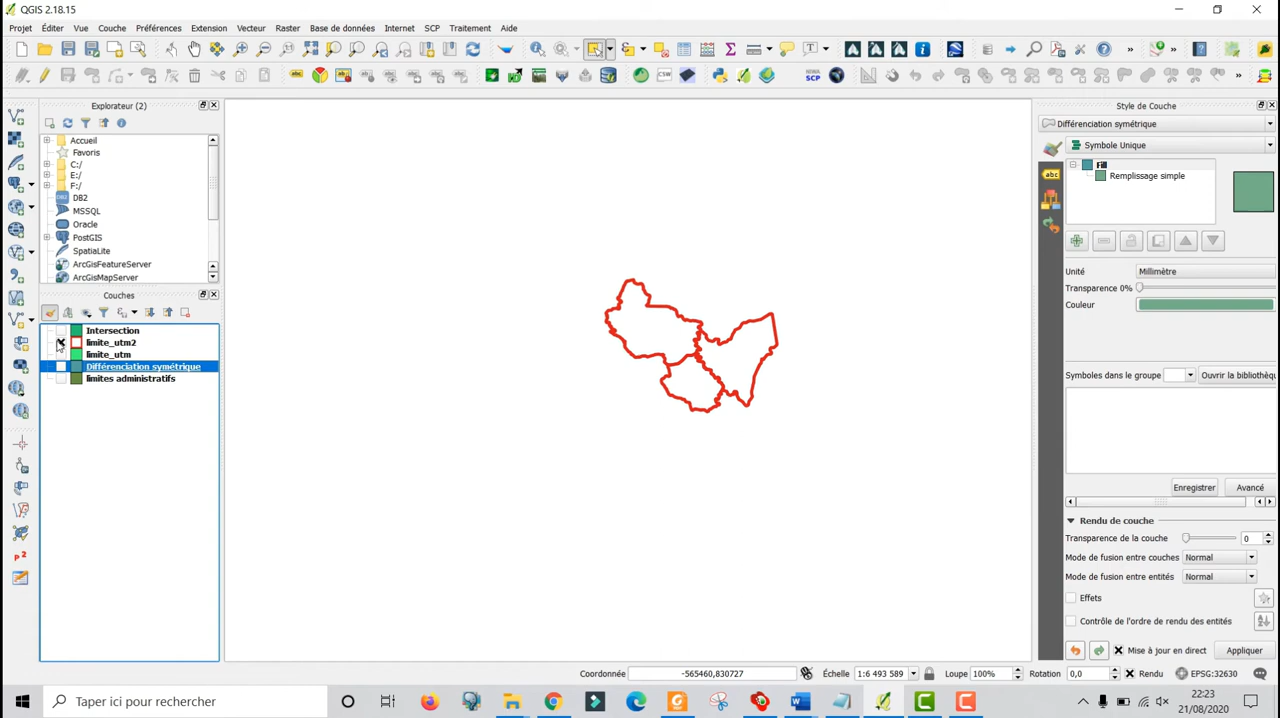 QGIS 2.18.15
Projet Éditer Vue Couche Préférences Extension Vecteur Raster Base de données Internet SCP Traitement Aide
Explorateur (2)
Accueil
Favoris
C:/
E:/
F:/
DB2
MSSQL
Oracle
PostGIS
SpatiaLite
ArcGisFeatureServer
ArcGisMapServer
Couches
Intersection
limite_utm2
limite_utm
Différenciation symétrique
limites administratifs
Style de Couche
Différenciation symétrique
Symbole Unique
Fill
Remplissage simple
Unité Millimètre
Transparence 0%
Couleur
Symboles dans le groupe Ouvrir la bibliothèqu
Enregistrer Avancé
Rendu de couche
Transparence de la couche 0
Mode de fusion entre couches Normal
Mode de fusion entre entités Normal
Effets
Contrôle de l'ordre de rendu des entités
Mise à jour en direct Appliquer
Coordonnée -565460,830727 Échelle 1:6 493 589 Loupe 100% Rotation 0,0 Rendu EPSG:32630
Taper ici pour rechercher
22:23
21/08/2020